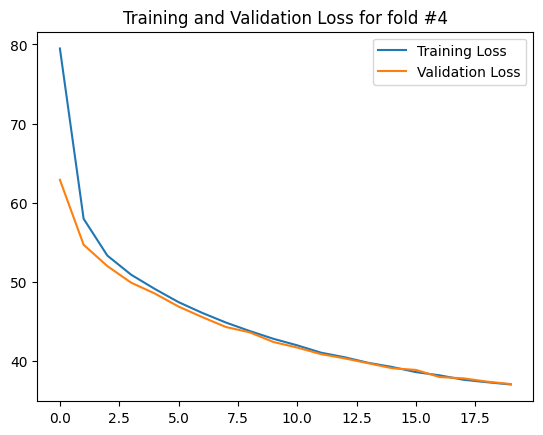 Training and Validation Loss for fold #4
Training Loss
Validation Loss
80
70
60
50
40
0.0 2.5 5.0 7.5 10.0 12.5 15.0 17.5